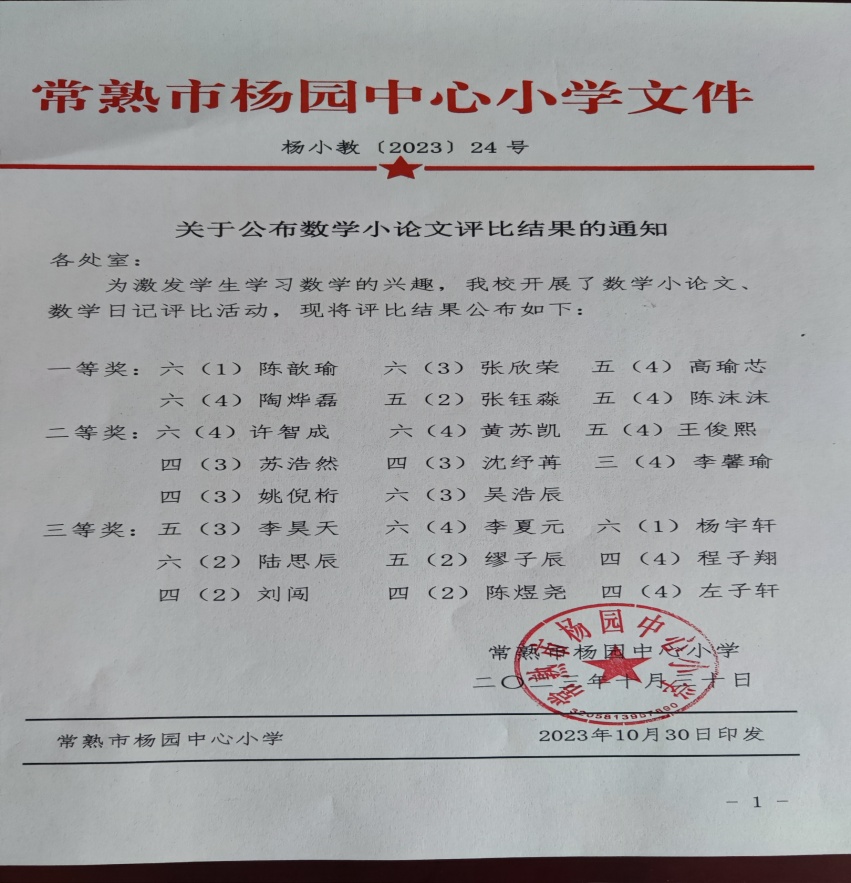 常熟市杨园中心小学文件
杨小教〔2023〕24号
关于公布数学小论文评比结果的通知
各处室：
为激发学生学习数学的兴趣，我校开展了数学小论文、
数学日记评比活动，现将评比结果公布如下：
一等奖：六（1）陈歆瑜 六（3）张欣荣 五（4）高瑜芯
六（4）陶烨磊 五（2）张钰淼 五（4）陈沫沫
二等奖：六（4）许智成 六（4）黄苏凯 五（4）王俊熙
四（3）苏浩然 四（3）沈纾苒 三（4）李馨瑜
四（3）姚倪桁 六（3）吴浩辰
三等奖：五（3）李昊天 六（4）李夏元 六（1）杨宇轩
六（2）陆思辰 五（2）缪子辰 四（4）程子翔
四（2）刘闯 四（2）陈煜尧 四（4）左子轩
常熟市杨园中心小学
二〇二三年十月三十日
常熟市杨园中心小学
常熟市杨园中心小学 2023年10月30日印发
- 1 -